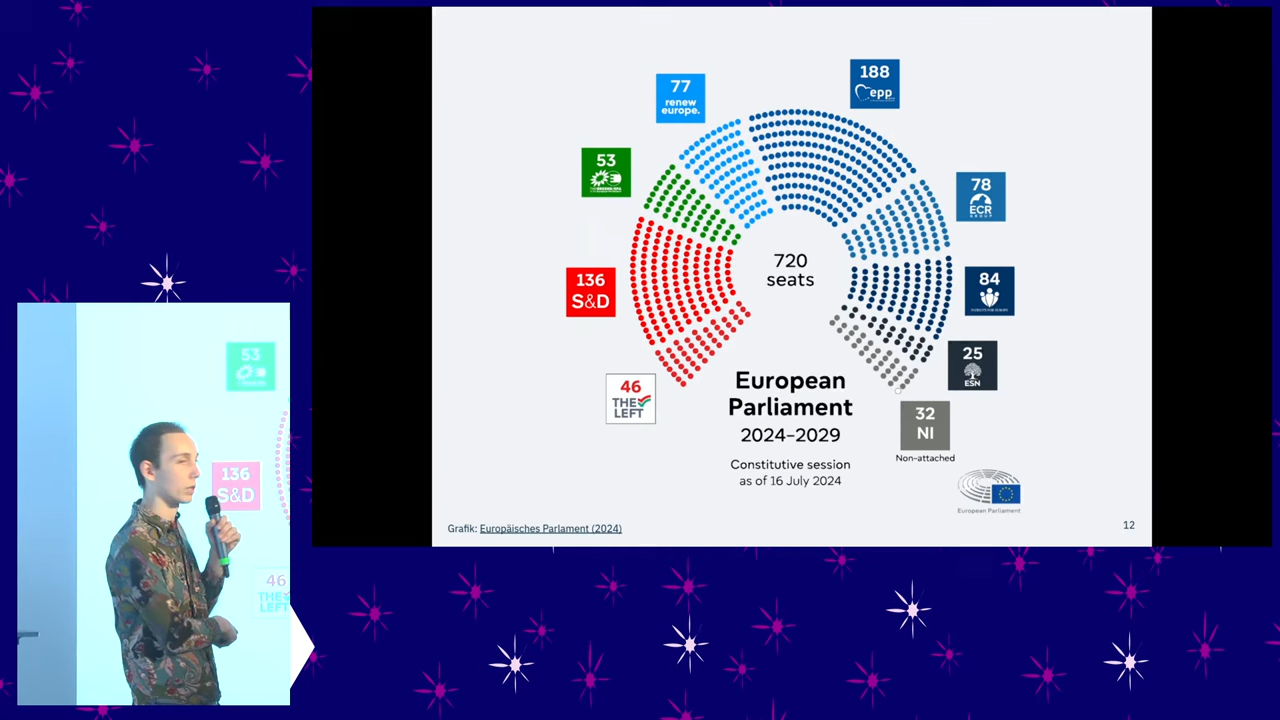 188
epp
77
renew
europe.
53
78
ECR
GROUP
136
S&D
720
seats
84
25
ESN
46
THE
LEFT
32
NI
Non-attached
European
Parliament
2024–2029
Constitutive session
as of 16 July 2024
European Parliament
Grafik: Europäisches Parlament (2024)
12
53
136
S&D
46
THE
LEFT